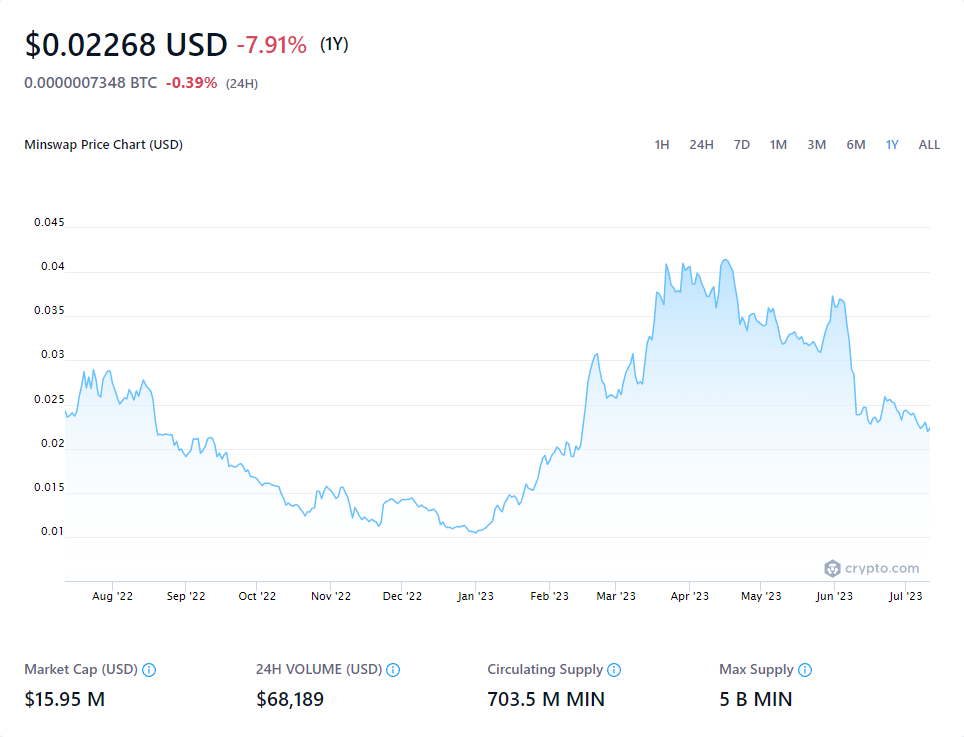 $0.02268 USD -7.91% (1Y)
0.0000007348 BTC -0.39% (24H)
Minswap Price Chart (USD) 1H 24H 7D 1M 3M 6M 1Y ALL
0.045
0.04
0.035
0.03
0.025
0.02
0.015
0.01
crypto.com
Aug '22 Sep '22 Oct '22 Nov '22 Dec '22 Jan '23 Feb '23 Mar '23 Apr '23 May '23 Jun '23 Jul '23
Market Cap (USD) 24H VOLUME (USD) Circulating Supply Max Supply
$15.95 M $68,189 703.5 M MIN 5 B MIN